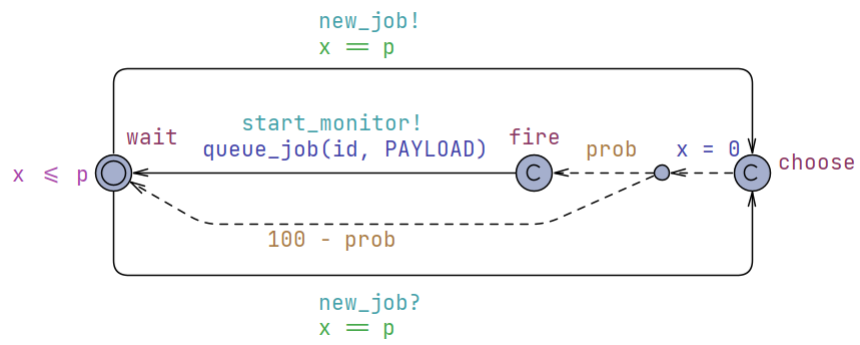 new_job!
x == p
wait
start_monitor!
queue_job(id, PAYLOAD)
fire
prob
x = 0
x ⩽ p
C
C
choose
100 - prob
new_job?
x == p